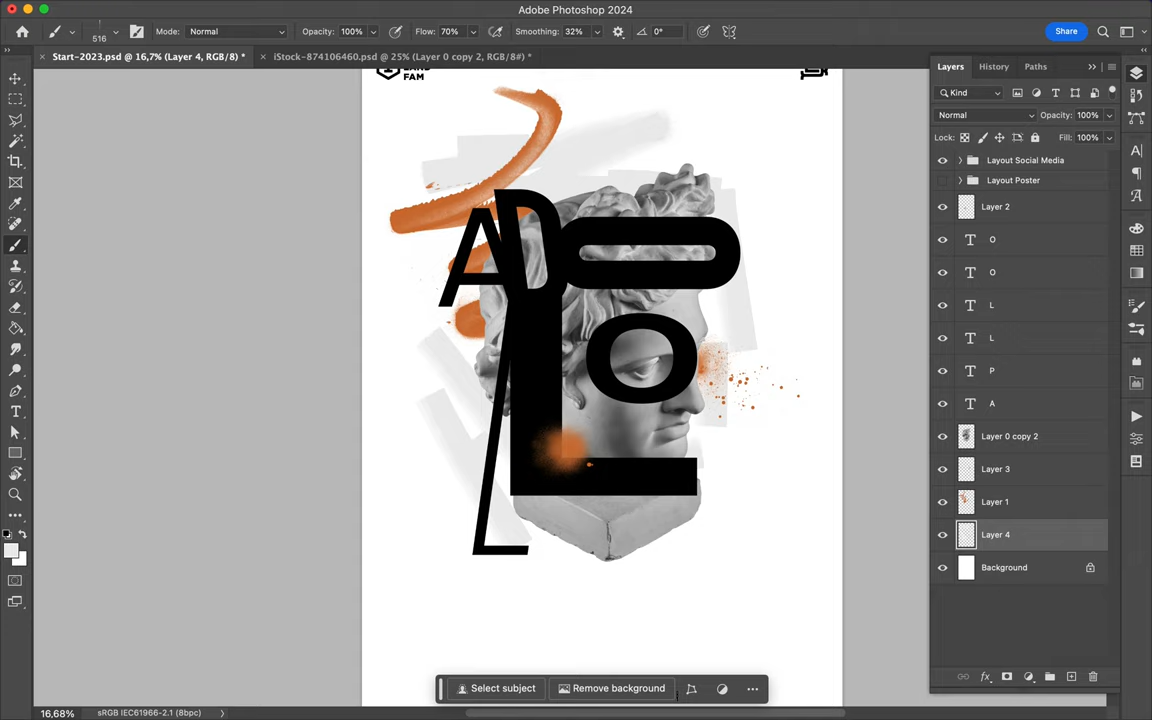 Adobe Photoshop 2024
516 Mode: Normal Opacity: 100% Flow: 70% Smoothing: 32% 0° Share
Start-2023.psd @ 16,7% (Layer 4, RGB/8) * iStock-874106460.psd @ 25% (Layer 0 copy 2, RGB/8#) *
Layers History Paths
Kind
Normal Opacity: 100%
Lock: Fill: 100%
Layout Social Media
Layout Poster
Layer 2
O
O
L
L
P
A
Layer 0 copy 2
Layer 3
Layer 1
Layer 4
Background
FAM
A P O
L O
L
Select subject Remove background
16,68% sRGB IEC61966-2.1 (8bpc)